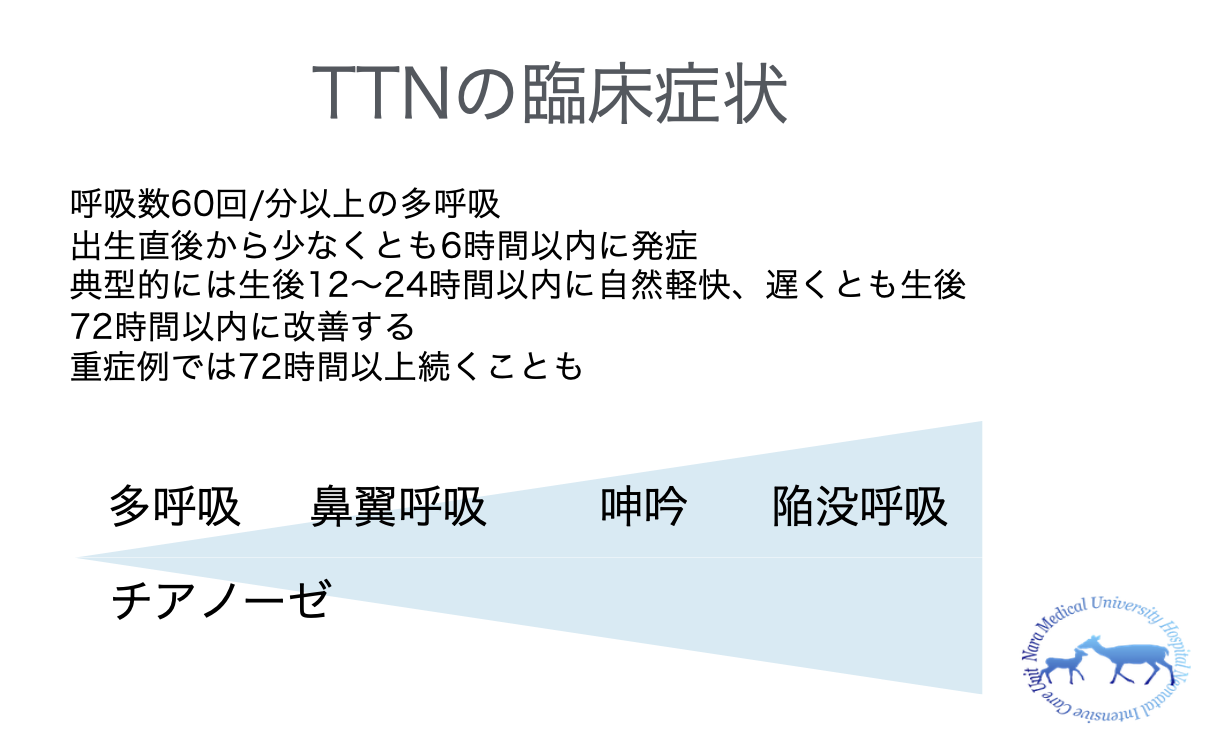 TTNの臨床症状
呼吸数60回/分以上の多呼吸
出生直後から少なくとも6時間以内に発症
典型的には生後12〜24時間以内に自然軽快、遅くとも生後
72時間以内に改善する
重症例では72時間以上続くことも
多呼吸 鼻翼呼吸 呻吟 陥没呼吸
チアノーゼ
Nara Medical University Hospital Neonatal Intensive Care Unit